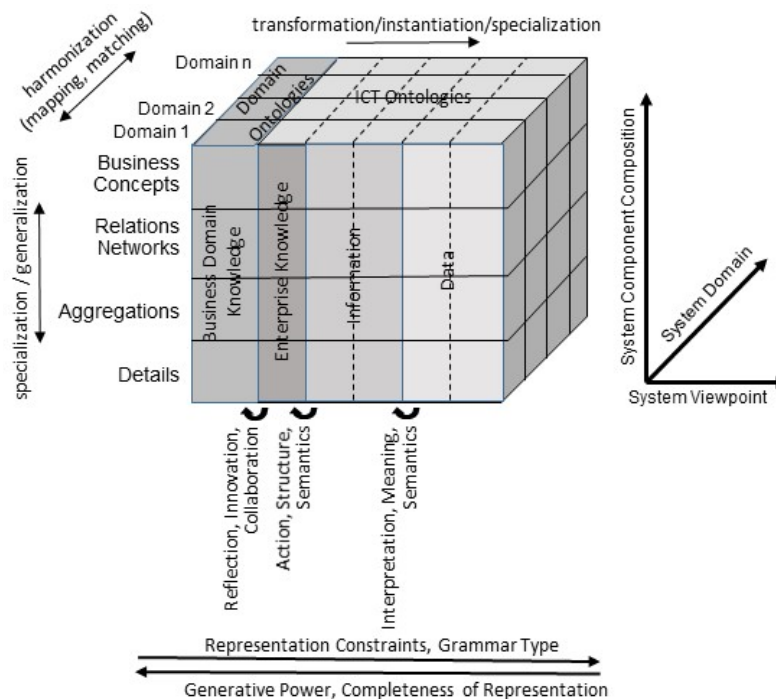 transformation/instantiation/specialization
harmonization
(mapping, matching)
Domain n
Domain 2
Domain 1
Domain
Ontologies
ICT Ontologies
Business
Concepts
Relations
Networks
Aggregations
Details
specialization / generalization
Business Domain
Knowledge
Enterprise Knowledge
Information
Data
System Component Composition
System Domain
System Viewpoint
Reflection, Innovation,
Collaboration
Action, Structure,
Semantics
Interpretation, Meaning,
Semantics
Representation Constraints, Grammar Type
Generative Power, Completeness of Representation